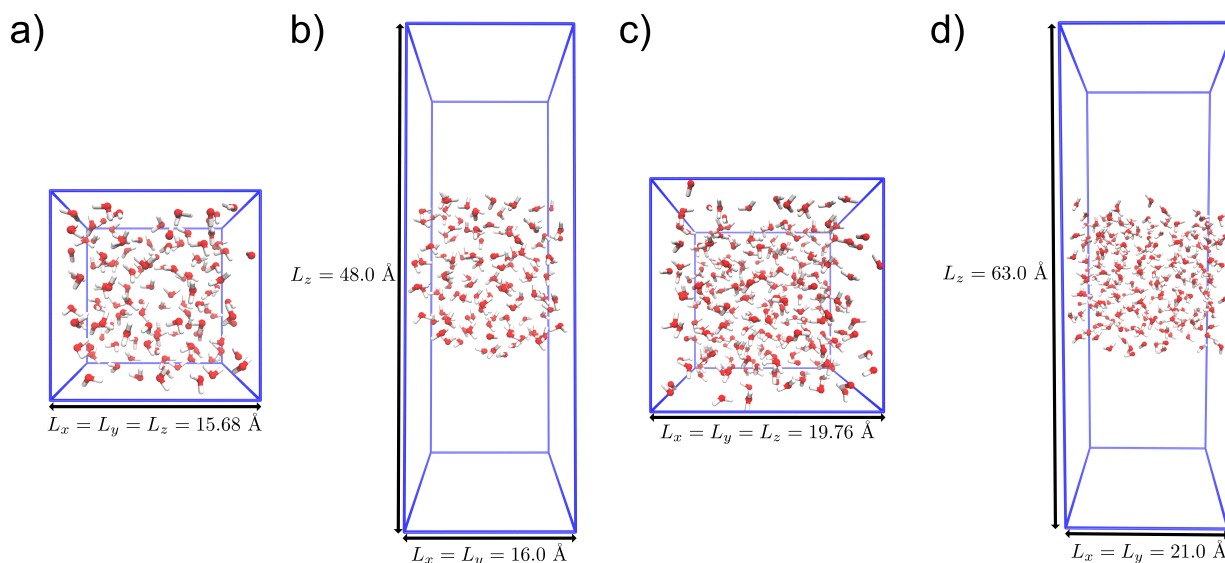 a)
b)
c)
d)
L_z = 48.0 Å
L_z = 63.0 Å
L_x = L_y = L_z = 15.68 Å
L_x = L_y = L_z = 19.76 Å
L_x = L_y = 16.0 Å
L_x = L_y = 21.0 Å